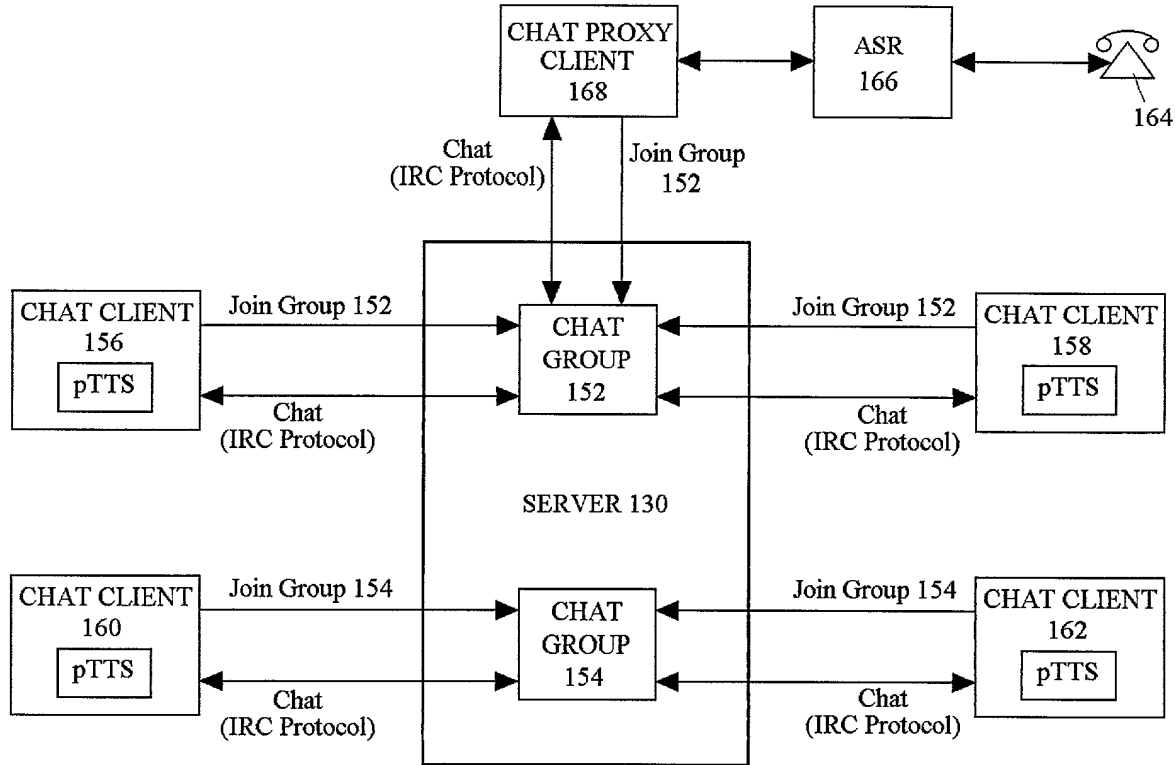 CHAT PROXY
CLIENT
168
ASR
166
164
Chat
(IRC Protocol)
Join Group
152
CHAT CLIENT
156
pTTS
Join Group 152
Chat
(IRC Protocol)
CHAT
GROUP
152
Join Group 152
Chat
(IRC Protocol)
CHAT CLIENT
158
pTTS
SERVER 130
CHAT CLIENT
160
pTTS
Join Group 154
Chat
(IRC Protocol)
CHAT
GROUP
154
Join Group 154
Chat
(IRC Protocol)
CHAT CLIENT
162
pTTS